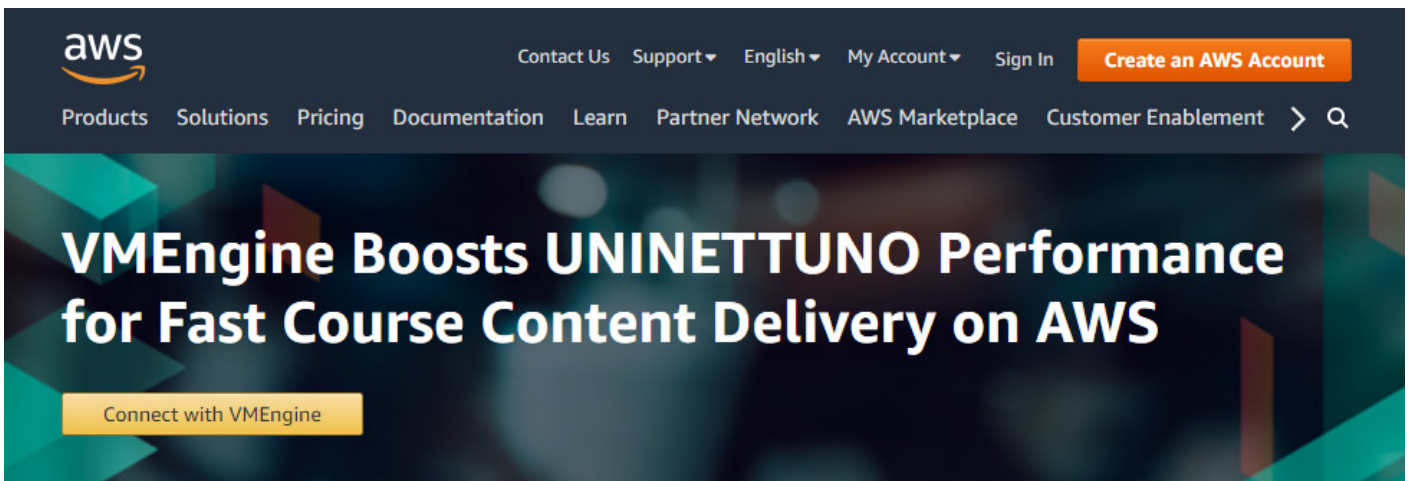 aws
Contact Us Support English My Account Sign In Create an AWS Account
Products Solutions Pricing Documentation Learn Partner Network AWS Marketplace Customer Enablement
VMEngine Boosts UNINETTUNO Performance
for Fast Course Content Delivery on AWS
Connect with VMEngine